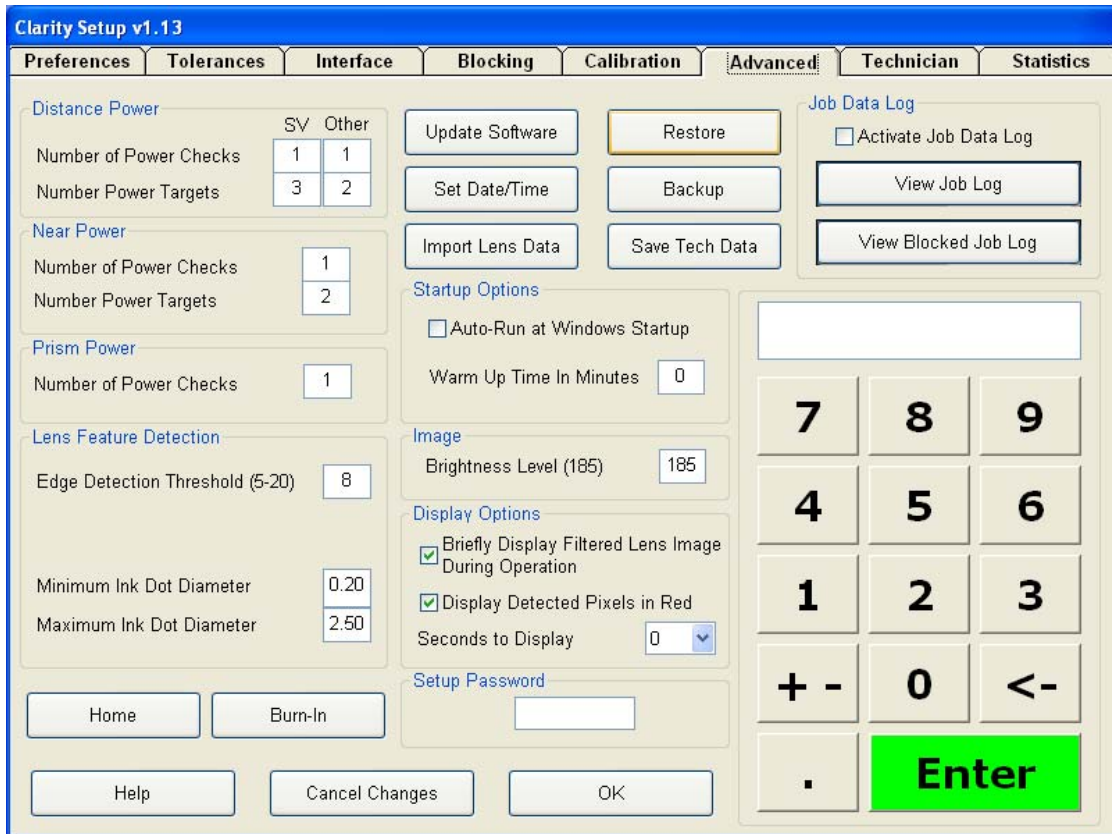 Clarity Setup v1.13
Preferences Tolerances Interface Blocking Calibration Advanced Technician Statistics
Distance Power
SV Other
Number of Power Checks 1 1
Number Power Targets 3 2
Near Power
Number of Power Checks 1
Number Power Targets 2
Prism Power
Number of Power Checks 1
Lens Feature Detection
Edge Detection Threshold (5-20) 8
Minimum Ink Dot Diameter 0.20
Maximum Ink Dot Diameter 2.50
Home Burn-In
Help Cancel Changes OK
Update Software Restore
Set Date/Time Backup
Import Lens Data Save Tech Data
Startup Options
Auto-Run at Windows Startup
Warm Up Time In Minutes 0
Image
Brightness Level (185) 185
Display Options
Briefly Display Filtered Lens Image
During Operation
Display Detected Pixels in Red
Seconds to Display 0
Setup Password
Job Data Log
Activate Job Data Log
View Job Log
View Blocked Job Log
7 8 9
4 5 6
1 2 3
+ - 0 <-
. Enter